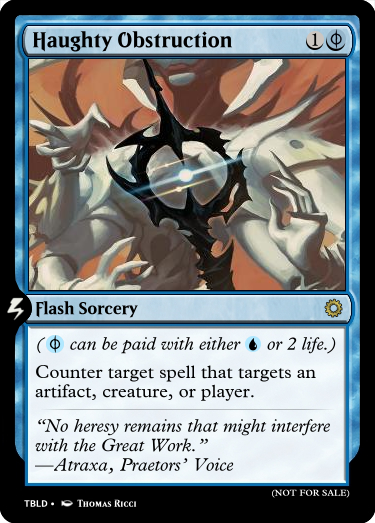 Haughty Obstruction 1
Flash Sorcery
( can be paid with either or 2 life.)
Counter target spell that targets an
artifact, creature, or player.
“No heresy remains that might interfere
with the Great Work.”
—Atraxa, Praetors’ Voice
(NOT FOR SALE)
TBLD • Thomas Ricci